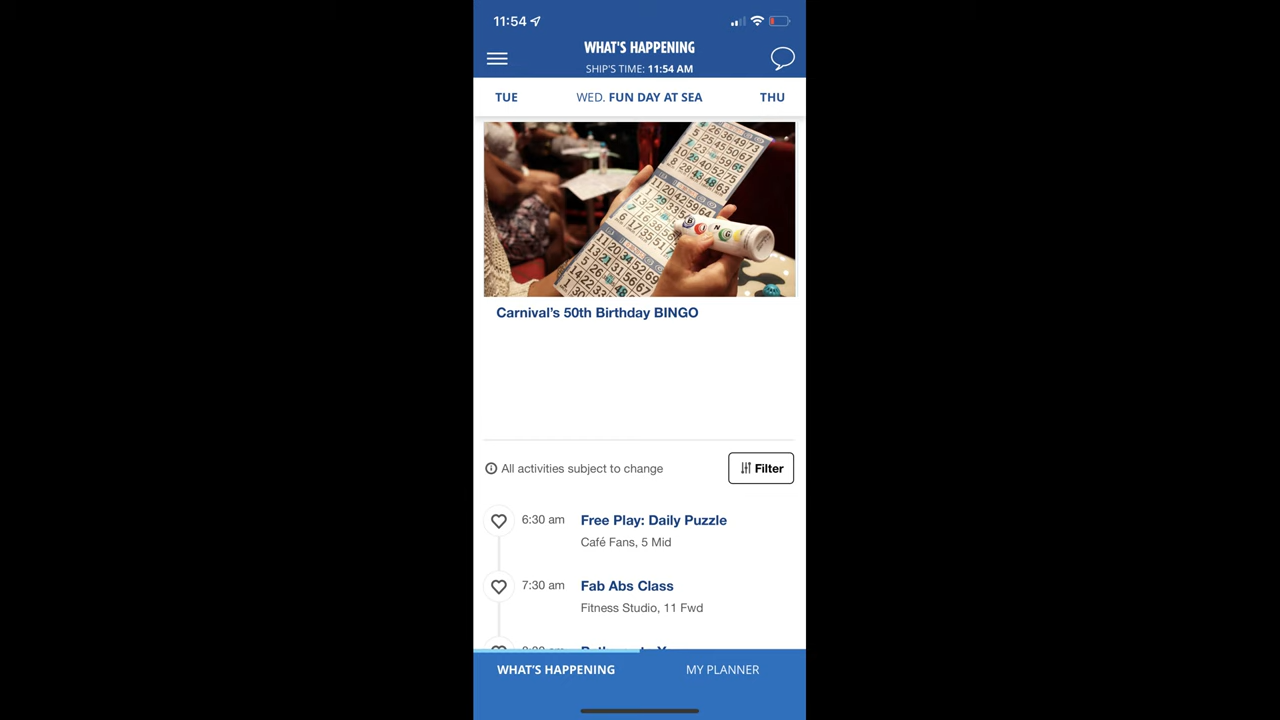 11:54
WHAT'S HAPPENING
SHIP'S TIME: 11:54 AM
TUE
WED. FUN DAY AT SEA
THU
Carnival's 50th Birthday BINGO
All activities subject to change
Filter
6:30 am
Free Play: Daily Puzzle
Café Fans, 5 Mid
7:30 am
Fab Abs Class
Fitness Studio, 11 Fwd
WHAT'S HAPPENING
MY PLANNER